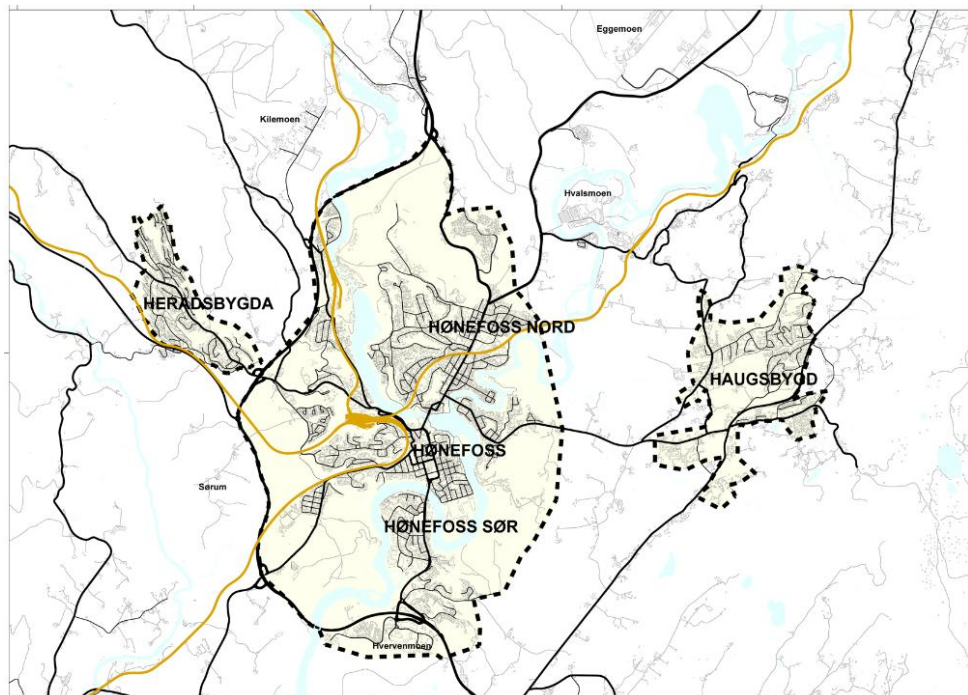 Eggemoen
Kilemoen
Hvalsmoen
HERADSBYGDA
HØNEFOSS NORD
HAUGSBYGD
HØNEFOSS
Sørum
HØNEFOSS SØR
Hvervenmoen